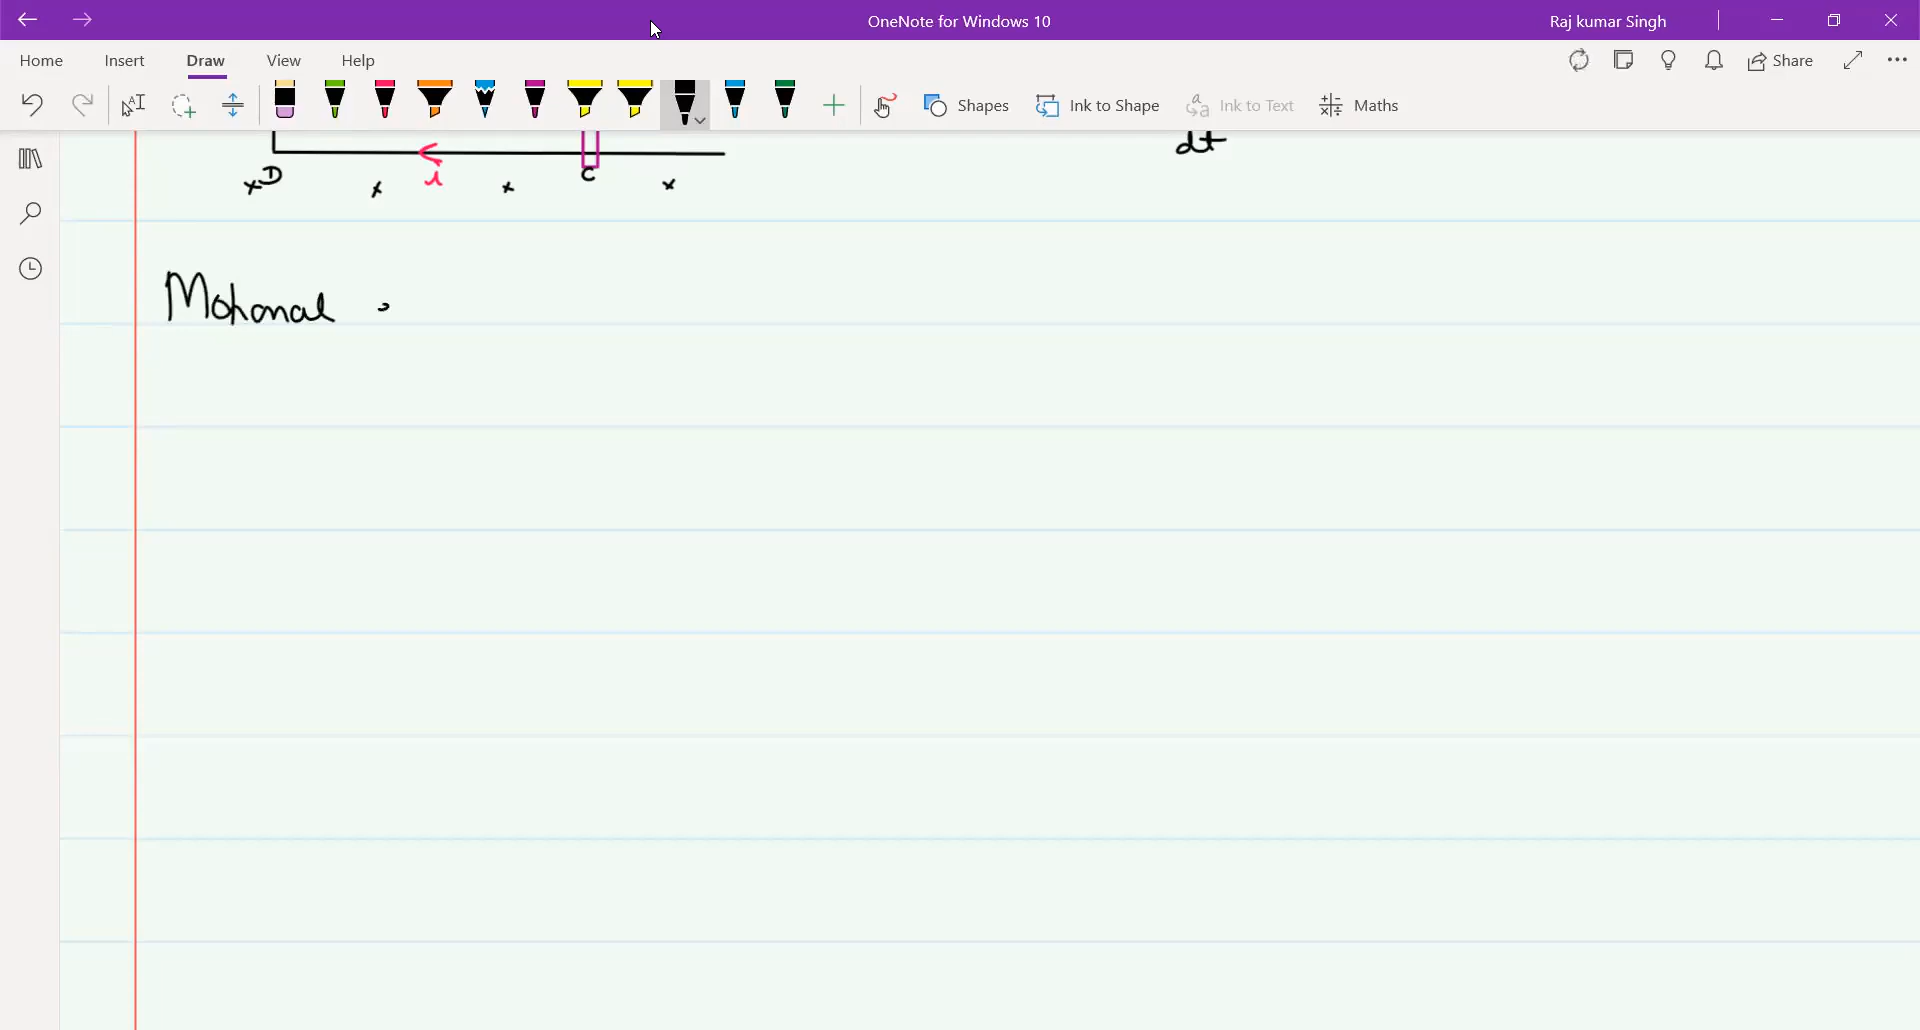 OneNote for Windows 10 Raj kumar Singh
Home Insert Draw View Help Share
Shapes Ink to Shape Ink to Text Maths
dt
D i C
x x x x
Mohonal =